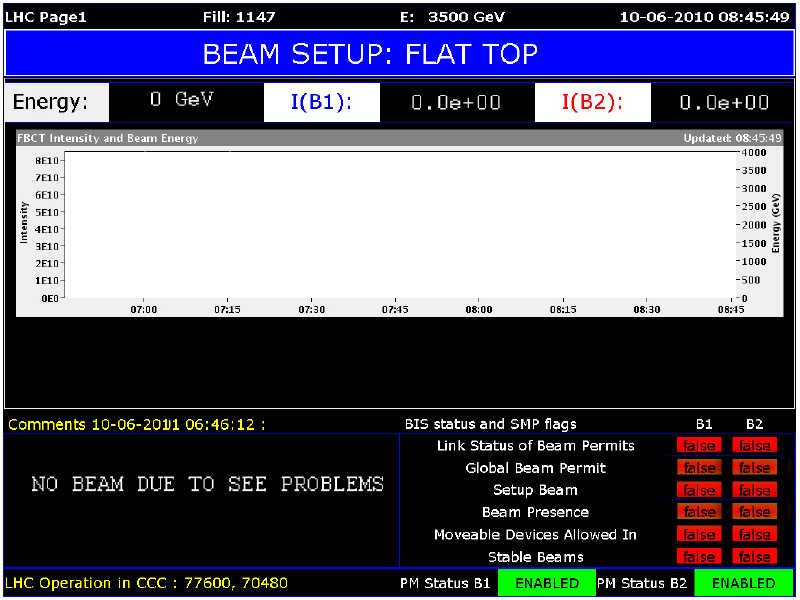 LHC Page1 Fill: 1147 E: 3500 GeV 10-06-2010 08:45:49
BEAM SETUP: FLAT TOP
Energy: 0 GeV I(B1): 0.0e+00 I(B2): 0.0e+00
FBCT Intensity and Beam Energy Updated: 08:45:49
8E10
7E10
6E10
5E10
4E10
3E10
2E10
1E10
0E0
Intensity
4000
3500
3000
2500
2000
1500
1000
500
0
Energy (GeV)
07:00 07:15 07:30 07:45 08:00 08:15 08:30 08:45
Comments 10-06-2011 06:46:12 :
NO BEAM DUE TO SEE PROBLEMS
BIS status and SMP flags B1 B2
Link Status of Beam Permits false false
Global Beam Permit false false
Setup Beam false false
Beam Presence false false
Moveable Devices Allowed In false false
Stable Beams false false
LHC Operation in CCC : 77600, 70480 PM Status B1 ENABLED PM Status B2 ENABLED